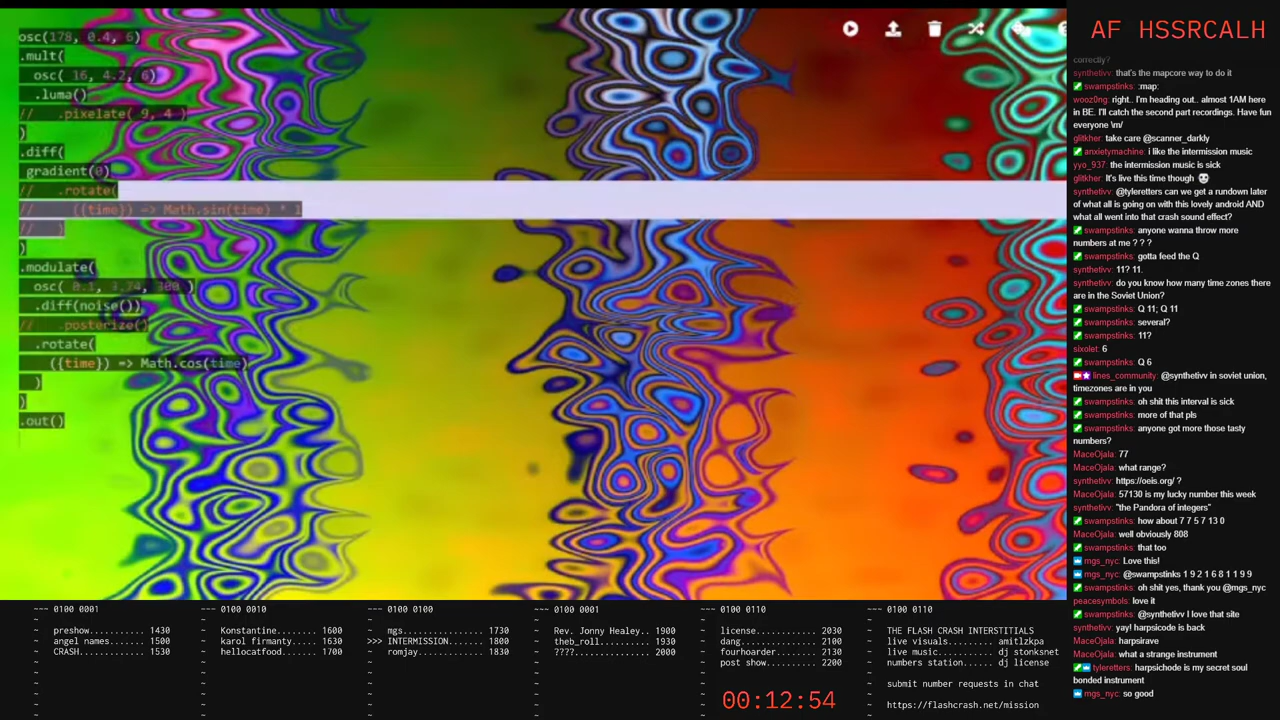 osc(178, 0.4, 6)
.mult(
osc( 16, 4.2, 6)
.luma()
// .pixelate( 9, 4 )
)
.diff(
gradient(0)
// .rotate(
// ({time}) => Math.sin(time) * 1
// )
)
.modulate(
osc( 0.1, 3.74, 300 )
.diff(noise())
// .posterize()
.rotate(
({time}) => Math.cos(time)
)
)
.out()
AF HSSRCALH
correctly?
synthetivv: that's the mapcore way to do it
swampstinks: :map:
wooz0ng: right.. I'm heading out.. almost 1AM here
in BE. I'll catch the second part recordings. Have fun
everyone \m/
glitkher: take care @scanner_darkly
anxietymachine: i like the intermission music
yyo_937: the intermission music is sick
glitkher: It's live this time though
synthetivv: @tyleretters can we get a rundown later
of what all is going on with this lovely android AND
what all went into that crash sound effect?
swampstinks: anyone wanna throw more
numbers at me ? ? ?
swampstinks: gotta feed the Q
synthetivv: 11? 11.
synthetivv: do you know how many time zones there
are in the Soviet Union?
swampstinks: Q 11; Q 11
swampstinks: several?
swampstinks: 11?
sixolet: 6
swampstinks: Q 6
lines_community: @synthetivv in soviet union,
timezones are in you
swampstinks: oh shit this interval is sick
swampstinks: more of that pls
swampstinks: anyone got more those tasty
numbers?
MaceOjala: 77
MaceOjala: what range?
synthetivv: https://oeis.org/ ?
MaceOjala: 57130 is my lucky number this week
synthetivv: "the Pandora of integers"
swampstinks: how about 7 7 5 7 13 0
MaceOjala: well obviously 808
swampstinks: that too
mgs_nyc: Love this!
mgs_nyc: @swampstinks 1 9 2 1 6 8 1 1 9 9
swampstinks: oh shit yes, thank you @mgs_nyc
peacesymbols: love it
swampstinks: @synthetivv I love that site
synthetivv: yay! harpsicode is back
MaceOjala: harpsirave
MaceOjala: what a strange instrument
tyleretters: harpsichode is my secret soul
bonded instrument
mgs_nyc: so good
~~~ 0100 0001
preshow.......... 1430
angel names...... 1500
CRASH............ 1530
~~~ 0100 0010
Konstantine........ 1600
karol firmanty..... 1630
hellocatfood....... 1700
~~~ 0100 0100
mgs................ 1730
>>> INTERMISSION....... 1800
romjay............. 1830
~~~ 0100 0001
Rev. Jonny Healey.. 1900
theb_roll.......... 1930
????............... 2000
~~~ 0100 0110
license.......... 2030
dang............. 2100
fourhoarder...... 2130
post show........ 2200
00:12:54
~~~ 0100 0110
THE FLASH CRASH INTERSTITIALS
live visuals....... amitlzkpa
live music..... dj stonksnet
numbers station...... dj license
submit number requests in chat
https://flashcrash.net/mission